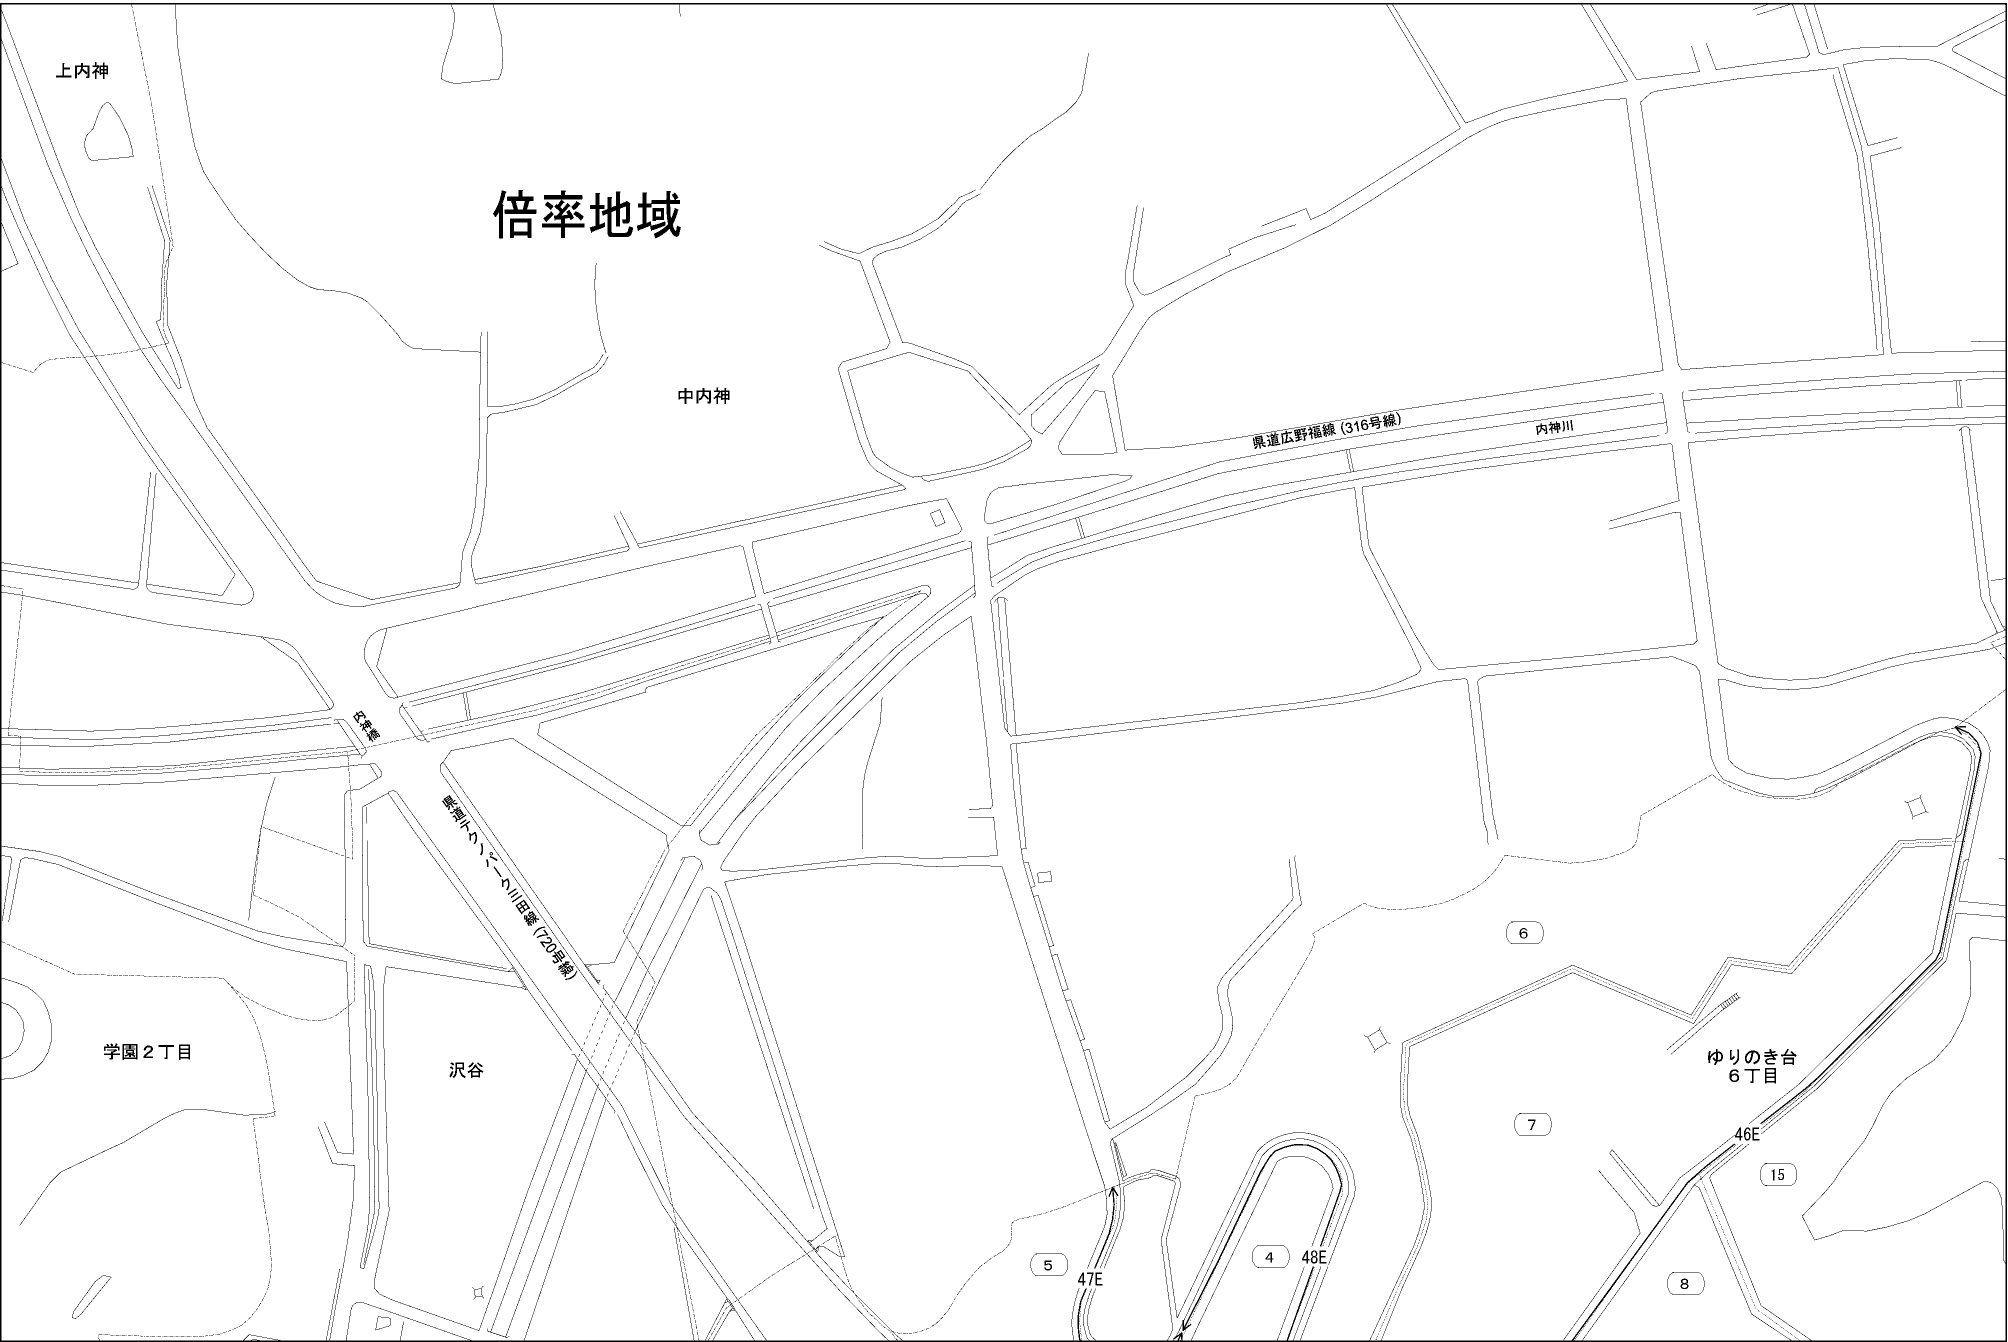 上内神
倍率地域
中内神
県道広野福線 (316号線)
内神川
内神橋
県道テクノパーク三田線 (720号線)
6
学園２丁目
沢谷
ゆりのき台
６丁目
7
46E
15
5
4
48E
47E
8